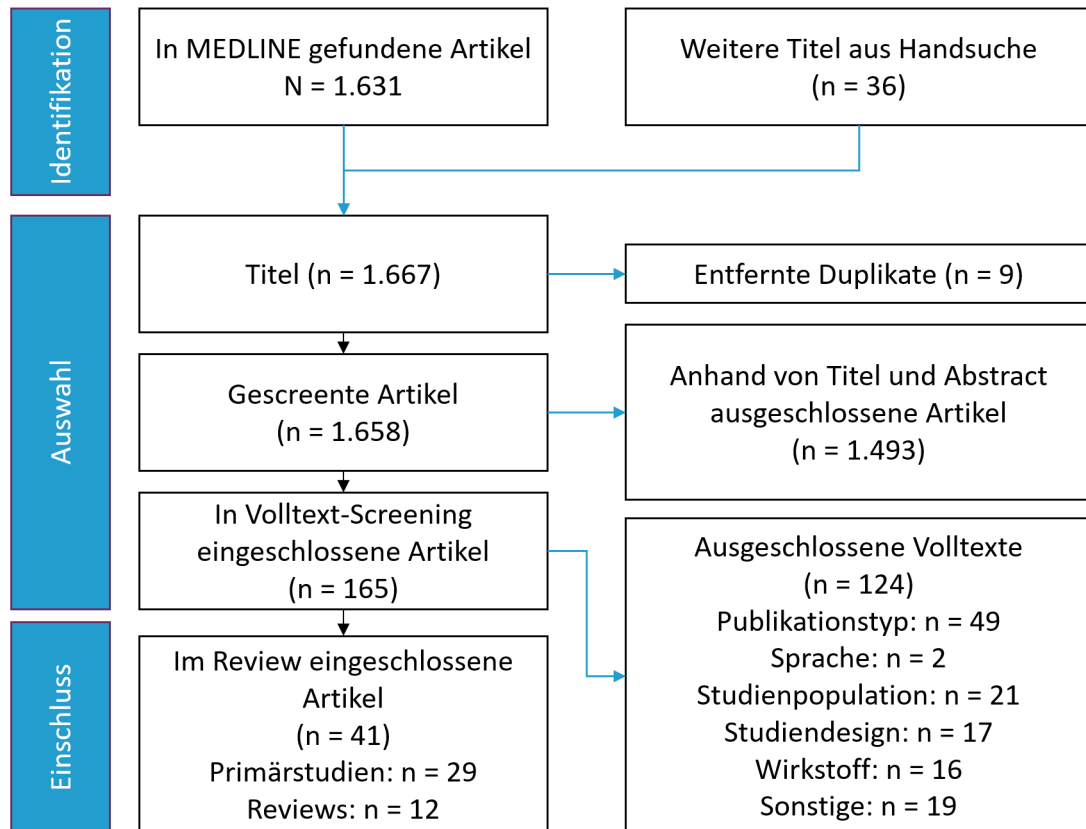 Identifikation
In MEDLINE gefundene Artikel
N = 1.631
Weitere Titel aus Handsuche
(n = 36)
Auswahl
Titel (n = 1.667)
Entfernte Duplikate (n = 9)
Gescreente Artikel
(n = 1.658)
Anhand von Titel und Abstract
ausgeschlossene Artikel
(n = 1.493)
In Volltext-Screening
eingeschlossene Artikel
(n = 165)
Ausgeschlossene Volltexte
(n = 124)
Publikationstyp: n = 49
Sprache: n = 2
Studienpopulation: n = 21
Studiendesign: n = 17
Wirkstoff: n = 16
Sonstige: n = 19
Einschluss
Im Review eingeschlossene
Artikel
(n = 41)
Primärstudien: n = 29
Reviews: n = 12